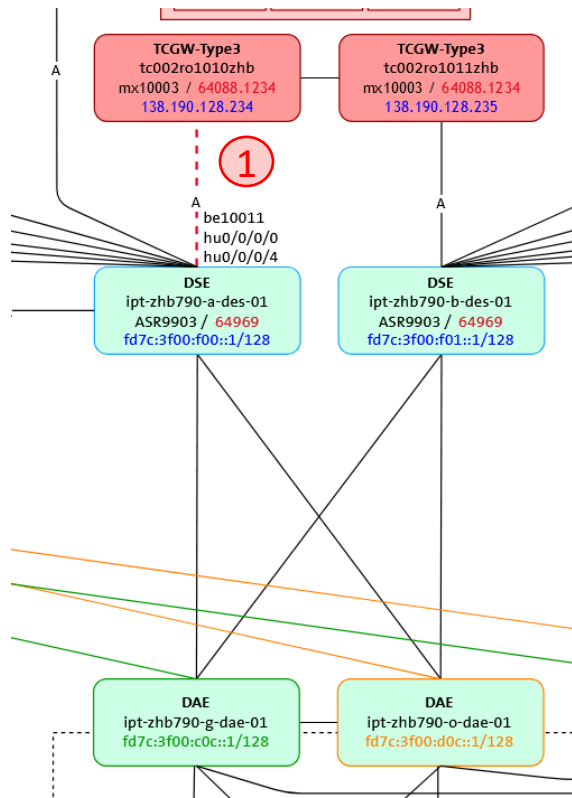 TCGW-Type3
tc002ro1010zhb
mx10003 / 64088.1234
138.190.128.234
TCGW-Type3
tc002ro1011zhb
mx10003 / 64088.1234
138.190.128.235
A
1
A
be10011
hu0/0/0/0
hu0/0/0/4
A
DSE
ipt-zhb790-a-des-01
ASR9903 / 64969
fd7c:3f00:f00::1/128
DSE
ipt-zhb790-b-des-01
ASR9903 / 64969
fd7c:3f00:f01::1/128
DAE
ipt-zhb790-g-dae-01
fd7c:3f00:c0c::1/128
DAE
ipt-zhb790-o-dae-01
fd7c:3f00:d0c::1/128